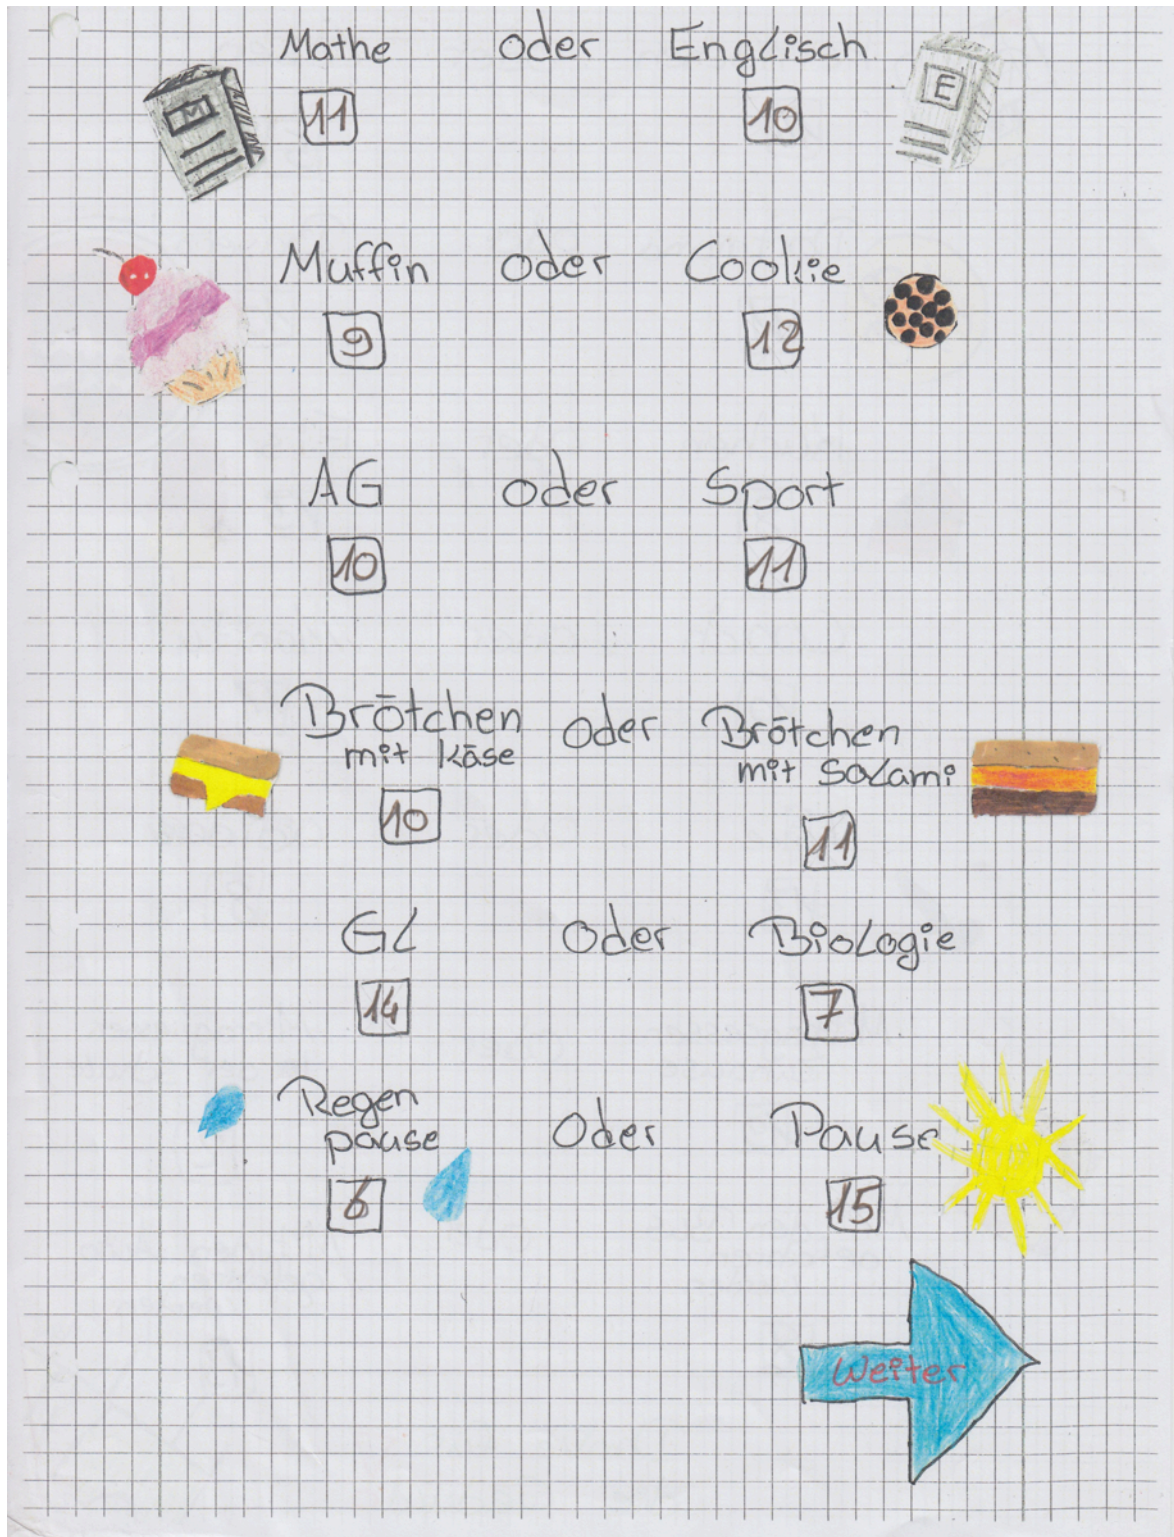 Mathe oder Englisch
11 10
M
E
Muffin oder Cookie
9 12
AG oder Sport
10 11
Brötchen oder Brötchen
mit Käse mit Salami
10 11
GL oder Biologie
14 7
Regen
pause oder Pause
6 15
Weiter